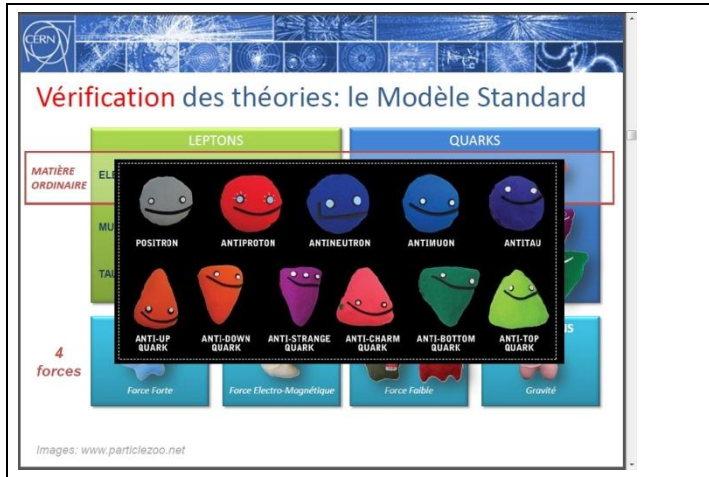 CERN
Vérification des théories: le Modèle Standard
LEPTONS
QUARKS
MATIÈRE
ORDINAIRE
POSITRON
ANTIPROTON
ANTINEUTRON
ANTIMUON
ANTITAU
ANTI-UP
QUARK
ANTI-DOWN
QUARK
ANTI-STRANGE
QUARK
ANTI-CHARM
QUARK
ANTI-BOTTOM
QUARK
ANTI-TOP
QUARK
4
forces
Force Forte
Force Electro-Magnétique
Force Faible
Gravité
Images: www.particlezoo.net